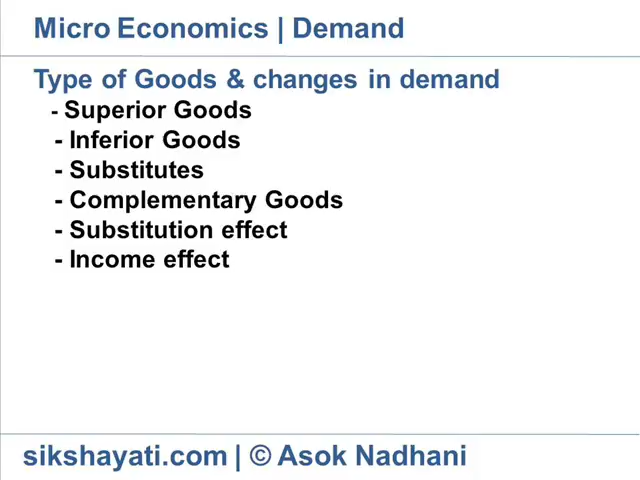 Micro Economics | Demand
Type of Goods & changes in demand
- Superior Goods
- Inferior Goods
- Substitutes
- Complementary Goods
- Substitution effect
- Income effect
sikshayati.com | © Asok Nadhani